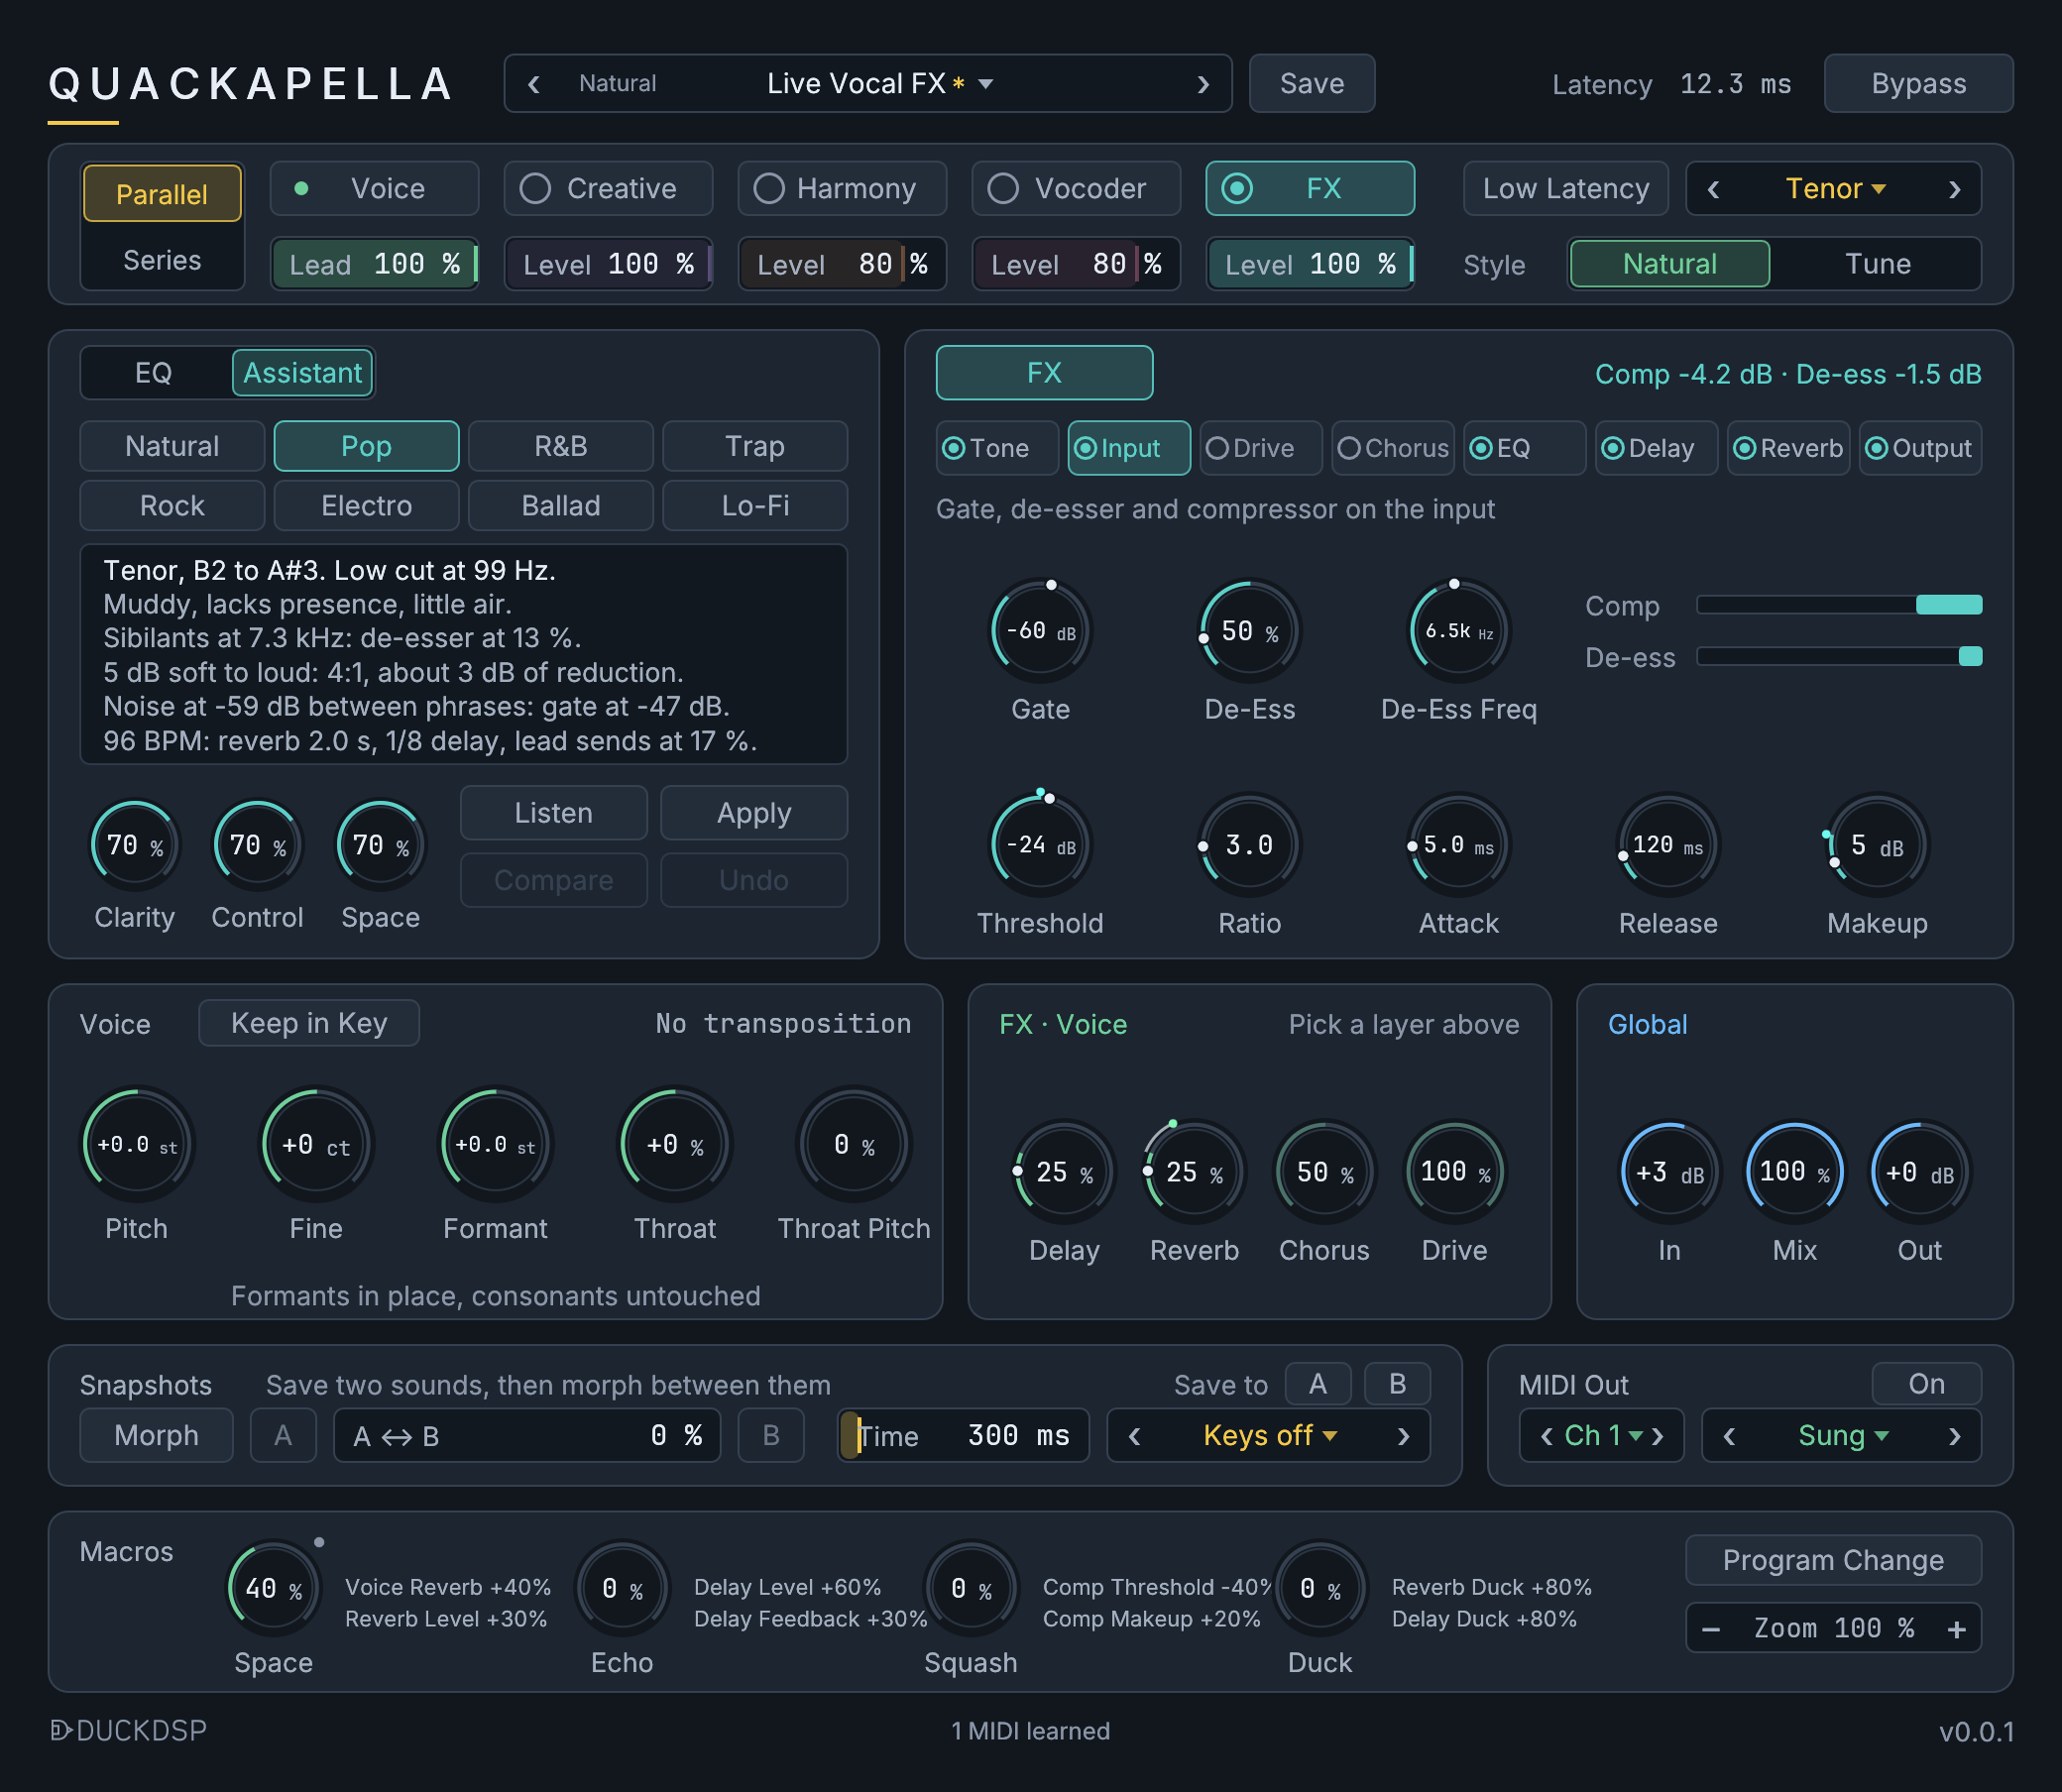 QUACKAPELLA
‹ Natural Live Vocal FX * ›
Save
Latency 12.3 ms
Bypass
Parallel
Voice
Creative
Harmony
Vocoder
FX
Low Latency
‹ Tenor ›
Series
Lead 100 %
Level 100 %
Level 80 %
Level 80 %
Level 100 %
Style
Natural
Tune
EQ
Assistant
Natural
Pop
R&B
Trap
Rock
Electro
Ballad
Lo-Fi
Tenor, B2 to A#3. Low cut at 99 Hz.
Muddy, lacks presence, little air.
Sibilants at 7.3 kHz: de-esser at 13 %.
5 dB soft to loud: 4:1, about 3 dB of reduction.
Noise at -59 dB between phrases: gate at -47 dB.
96 BPM: reverb 2.0 s, 1/8 delay, lead sends at 17 %.
70 %
70 %
70 %
Clarity
Control
Space
Listen
Apply
Compare
Undo
FX
Comp -4.2 dB · De-ess -1.5 dB
Tone
Input
Drive
Chorus
EQ
Delay
Reverb
Output
Gate, de-esser and compressor on the input
-60 dB
50 %
6.5k Hz
Gate
De-Ess
De-Ess Freq
Comp
De-ess
-24 dB
3.0
5.0 ms
120 ms
5 dB
Threshold
Ratio
Attack
Release
Makeup
Voice
Keep in Key
No transposition
+0.0 st
+0 ct
+0.0 st
+0 %
0 %
Pitch
Fine
Formant
Throat
Throat Pitch
Formants in place, consonants untouched
FX · Voice
Pick a layer above
25 %
25 %
50 %
100 %
Delay
Reverb
Chorus
Drive
Global
+3 dB
100 %
+0 dB
In
Mix
Out
Snapshots
Save two sounds, then morph between them
Save to
A
B
Morph
A
A ↔ B 0 %
B
Time 300 ms
‹ Keys off ›
MIDI Out
On
‹ Ch 1 ›
‹ Sung ›
Macros
40 %
Space
Voice Reverb +40%
Reverb Level +30%
0 %
Echo
Delay Level +60%
Delay Feedback +30%
0 %
Squash
Comp Threshold -40%
Comp Makeup +20%
0 %
Duck
Reverb Duck +80%
Delay Duck +80%
Program Change
− Zoom 100 % +
DUCKDSP
1 MIDI learned
v0.0.1